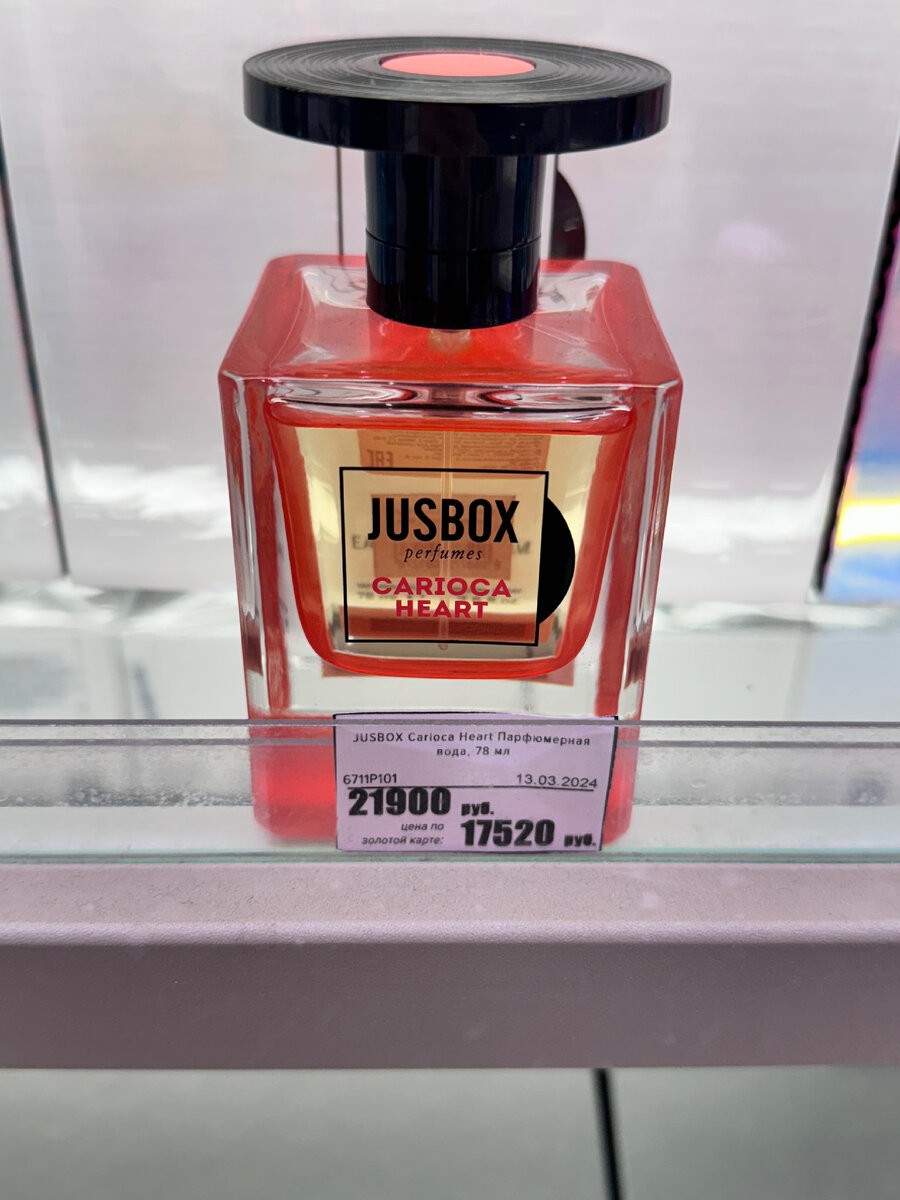 JUSBOX
perfumes
CARIOCA
HEART
JUSBOX Carioca Heart Парфюмерная
вода, 78 мл
6711P101 13.03.2024
21900 руб.
цена по
золотой карте: 17520 руб.